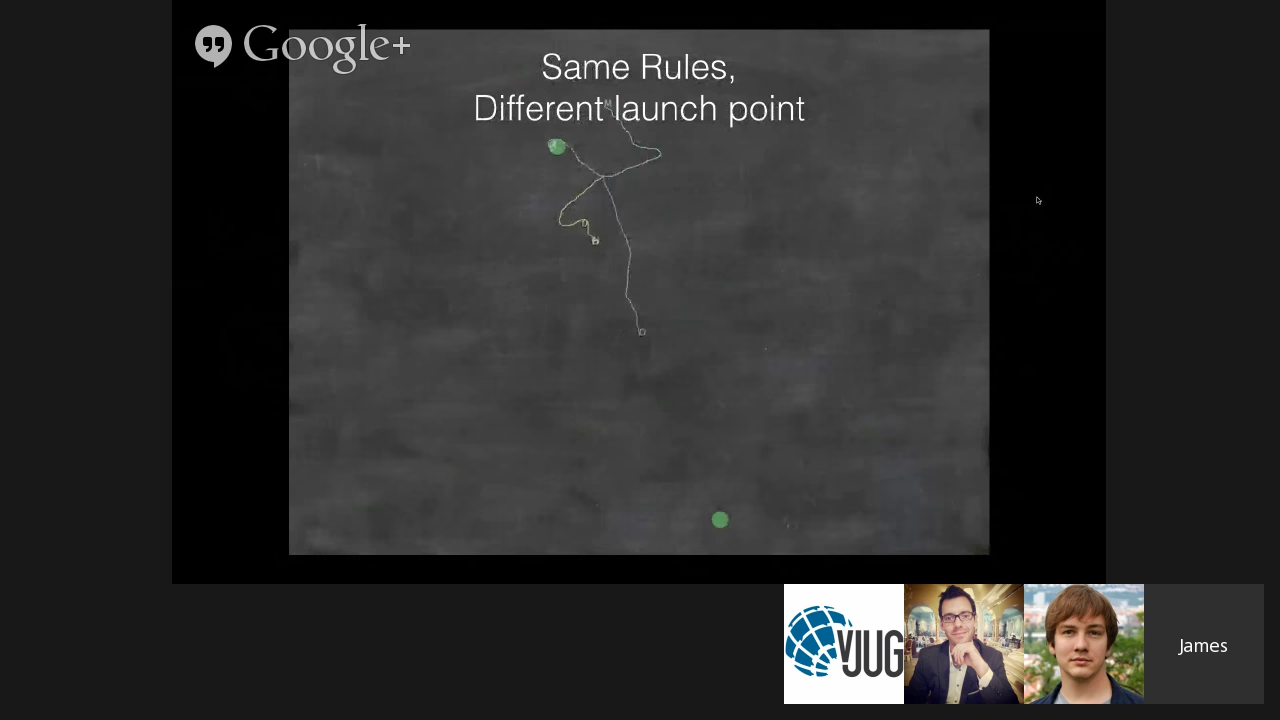 Google+
Same Rules,
Different launch point
M
vJUG
James